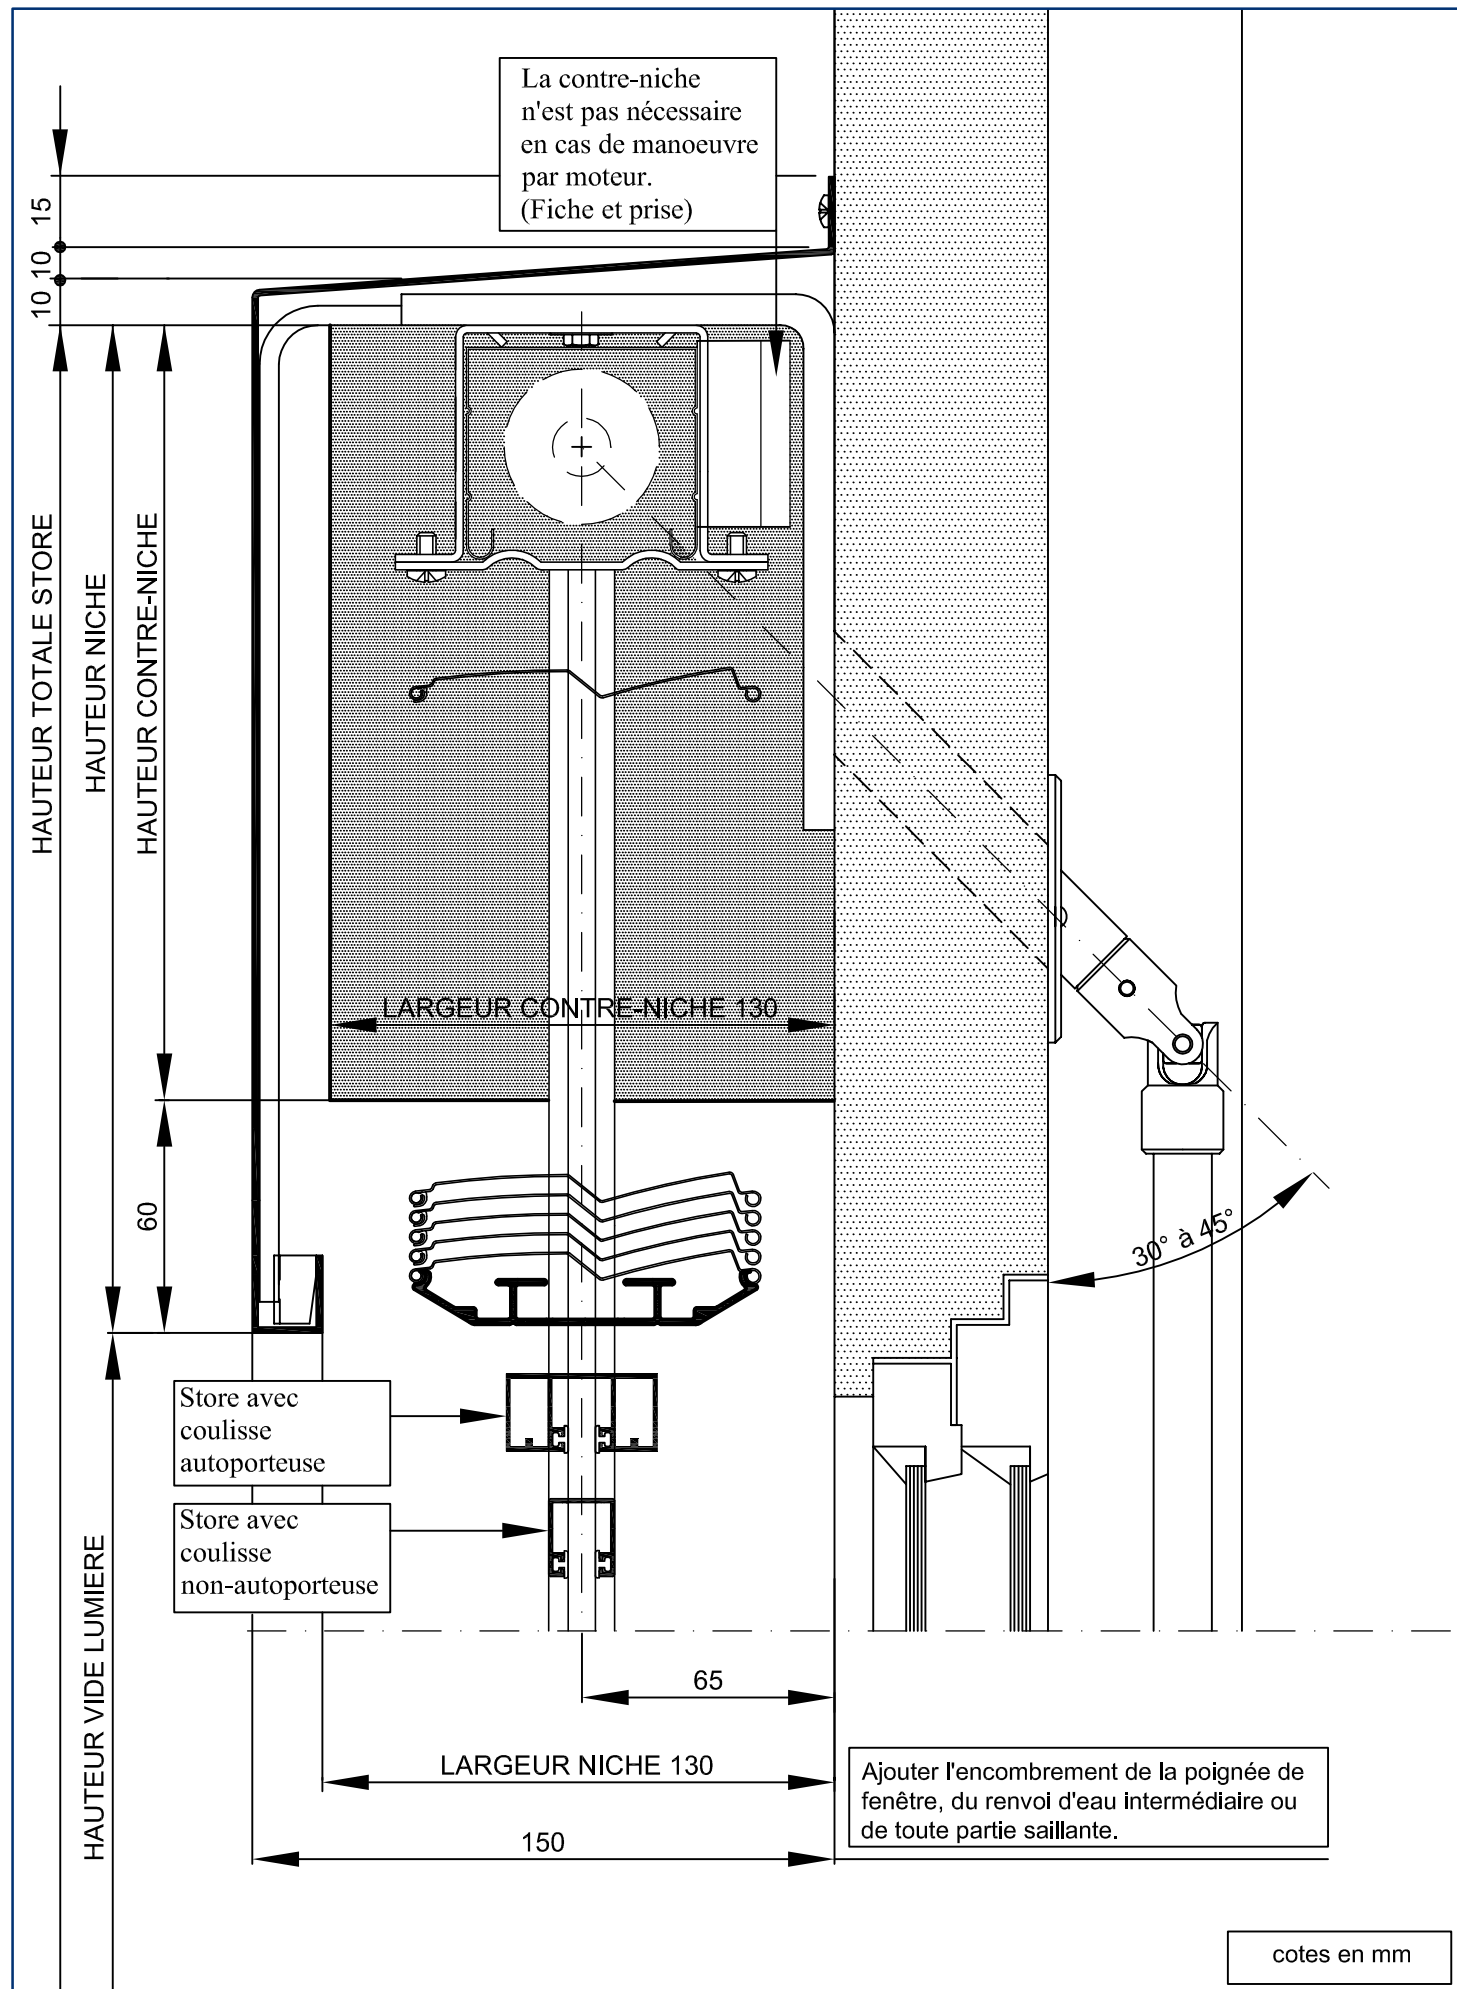 La contre-niche
n'est pas nécessaire
en cas de manoeuvre
par moteur.
(Fiche et prise)
15
10
10
HAUTEUR TOTALE STORE
HAUTEUR NICHE
HAUTEUR CONTRE-NICHE
LARGEUR CONTRE-NICHE 130
60
30° à 45°
Store avec
coulisse
autoporteuse
Store avec
coulisse
non-autoporteuse
HAUTEUR VIDE LUMIERE
65
LARGEUR NICHE 130
150
Ajouter l'encombrement de la poignée de
fenêtre, du renvoi d'eau intermédiaire ou
de toute partie saillante.
cotes en mm